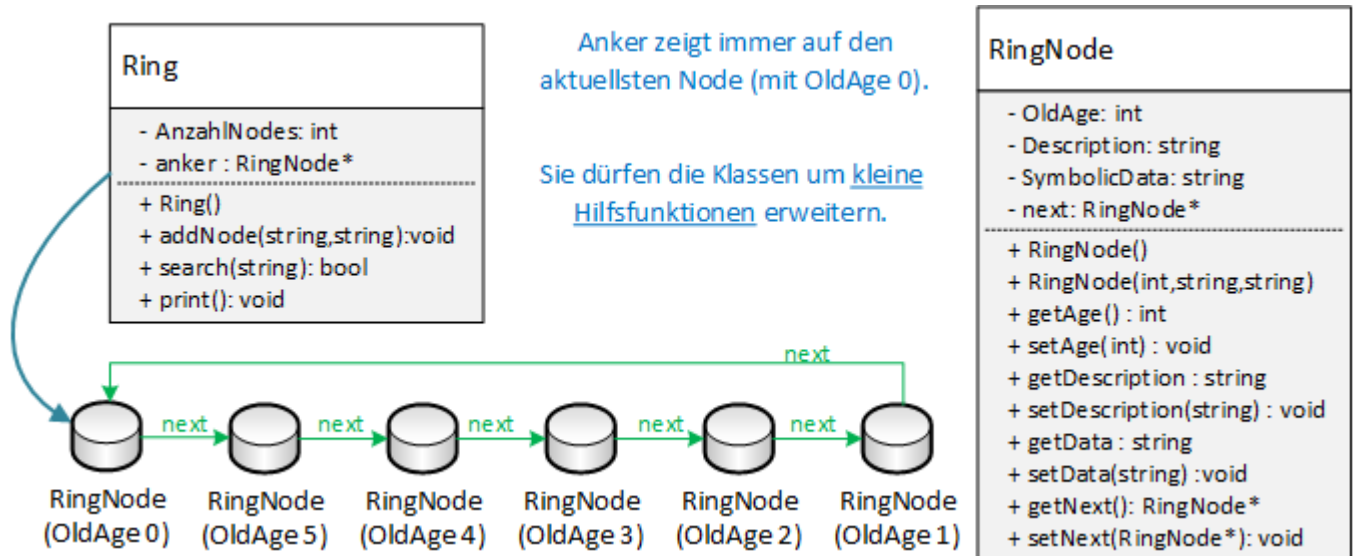 Ring
- AnzahlNodes: int
- anker : RingNode*
+ Ring()
+ addNode(string,string):void
+ search(string): bool
+ print(): void
Anker zeigt immer auf den
aktuellsten Node (mit OldAge 0).
Sie dürfen die Klassen um kleine
Hilfsfunktionen erweitern.
RingNode
- OldAge: int
- Description: string
- SymbolicData: string
- next: RingNode*
+ RingNode()
+ RingNode(int,string,string)
+ getAge() : int
+ setAge(int) : void
+ getDescription : string
+ setDescription(string) : void
+ getData : string
+ setData(string) :void
+ getNext(): RingNode*
+ setNext(RingNode*): void
next
next next next next next
RingNode RingNode RingNode RingNode RingNode RingNode
(OldAge 0) (OldAge 5) (OldAge 4) (OldAge 3) (OldAge 2) (OldAge 1)